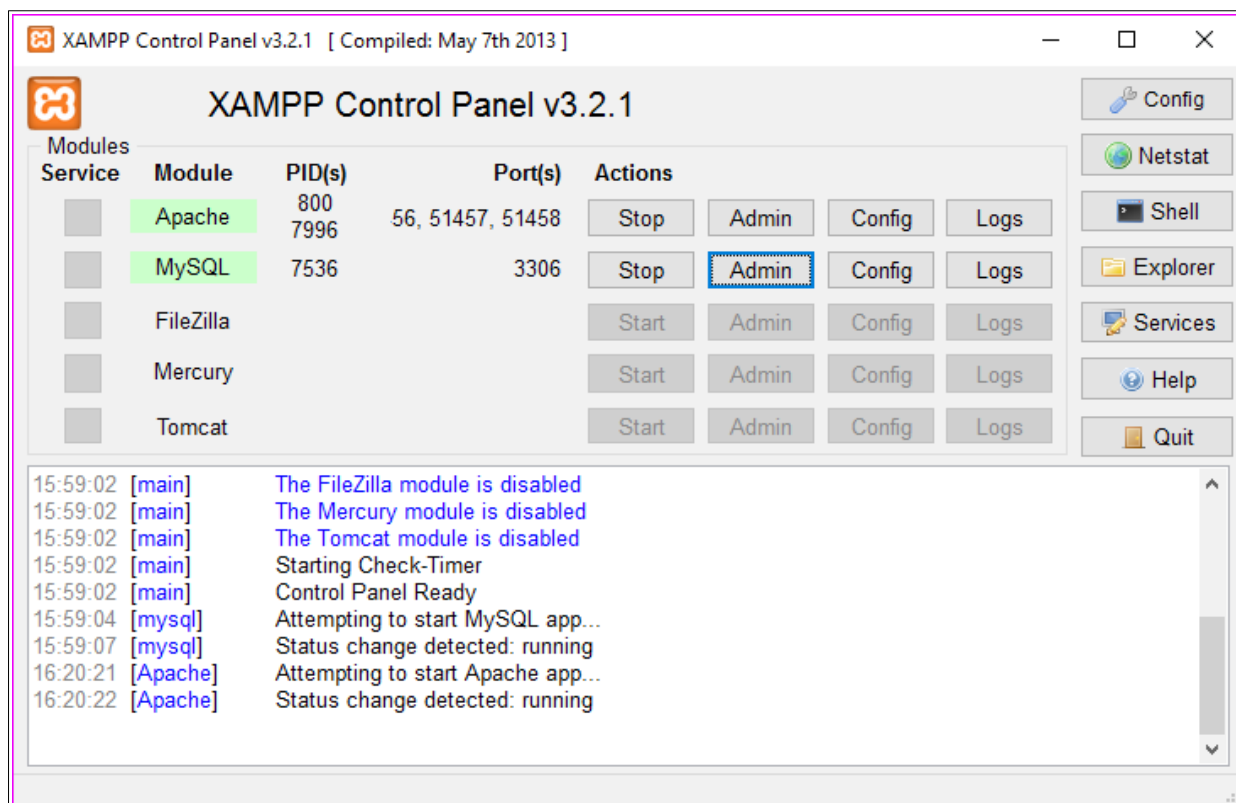 XAMPP Control Panel v3.2.1 [ Compiled: May 7th 2013 ]
XAMPP Control Panel v3.2.1
Config
Modules
Netstat
Service Module PID(s) Port(s) Actions
Apache 800 7996 56, 51457, 51458 Stop Admin Config Logs
Shell
MySQL 7536 3306 Stop Admin Config Logs
Explorer
FileZilla Start Admin Config Logs
Services
Mercury Start Admin Config Logs
Help
Tomcat Start Admin Config Logs
Quit
15:59:02 [main] The FileZilla module is disabled
15:59:02 [main] The Mercury module is disabled
15:59:02 [main] The Tomcat module is disabled
15:59:02 [main] Starting Check-Timer
15:59:02 [main] Control Panel Ready
15:59:04 [mysql] Attempting to start MySQL app...
15:59:07 [mysql] Status change detected: running
16:20:21 [Apache] Attempting to start Apache app...
16:20:22 [Apache] Status change detected: running